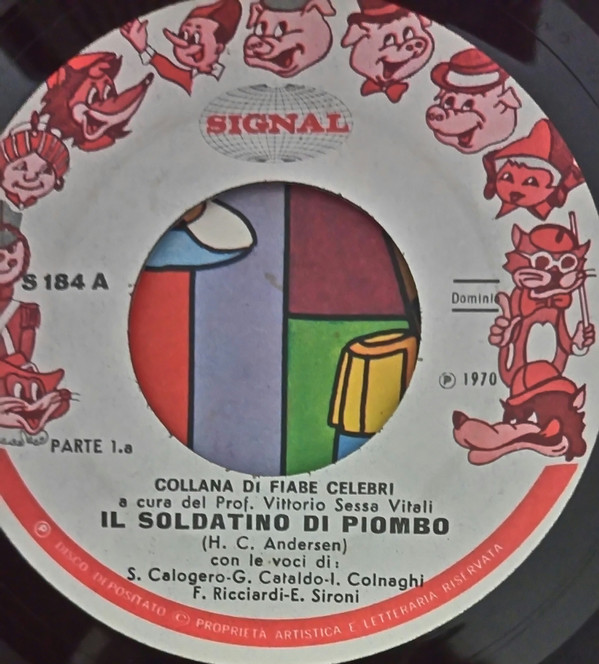 SIGNAL
S 184 A
Domini
℗ 1970
PARTE 1.a
COLLANA Di FIABE CELEBRI
a cura del Prof. Vittorio Sessa Vitali
IL SOLDATINO DI PIOMBO
(H. C. Andersen)
con le voci di:
S. Calogero-G. Cataldo-I. Colnaghi
F. Ricciardi-E. Sironi
℗ DISCO DEPOSITATO © PROPRIETÀ ARTISTICA E LETTERARIA RISERVATA